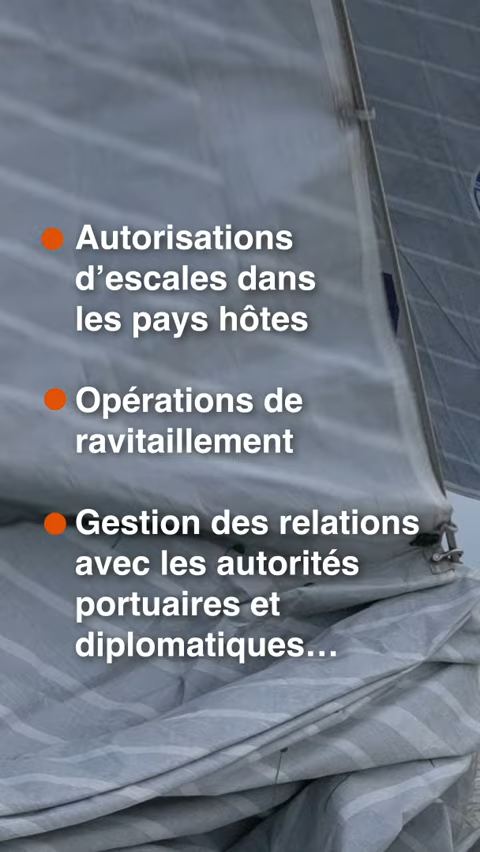 Autorisations
d’escales dans
les pays hôtes
Opérations de
ravitaillement
Gestion des relations
avec les autorités
portuaires et
diplomatiques…